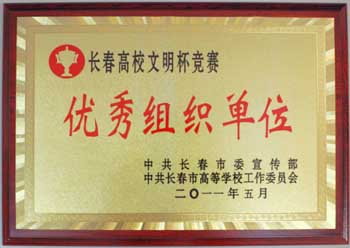 长春高校文明杯竞赛
优秀组织单位
中共长春市委宣传部
中共长春市高等学校工作委员会
二〇一一年五月